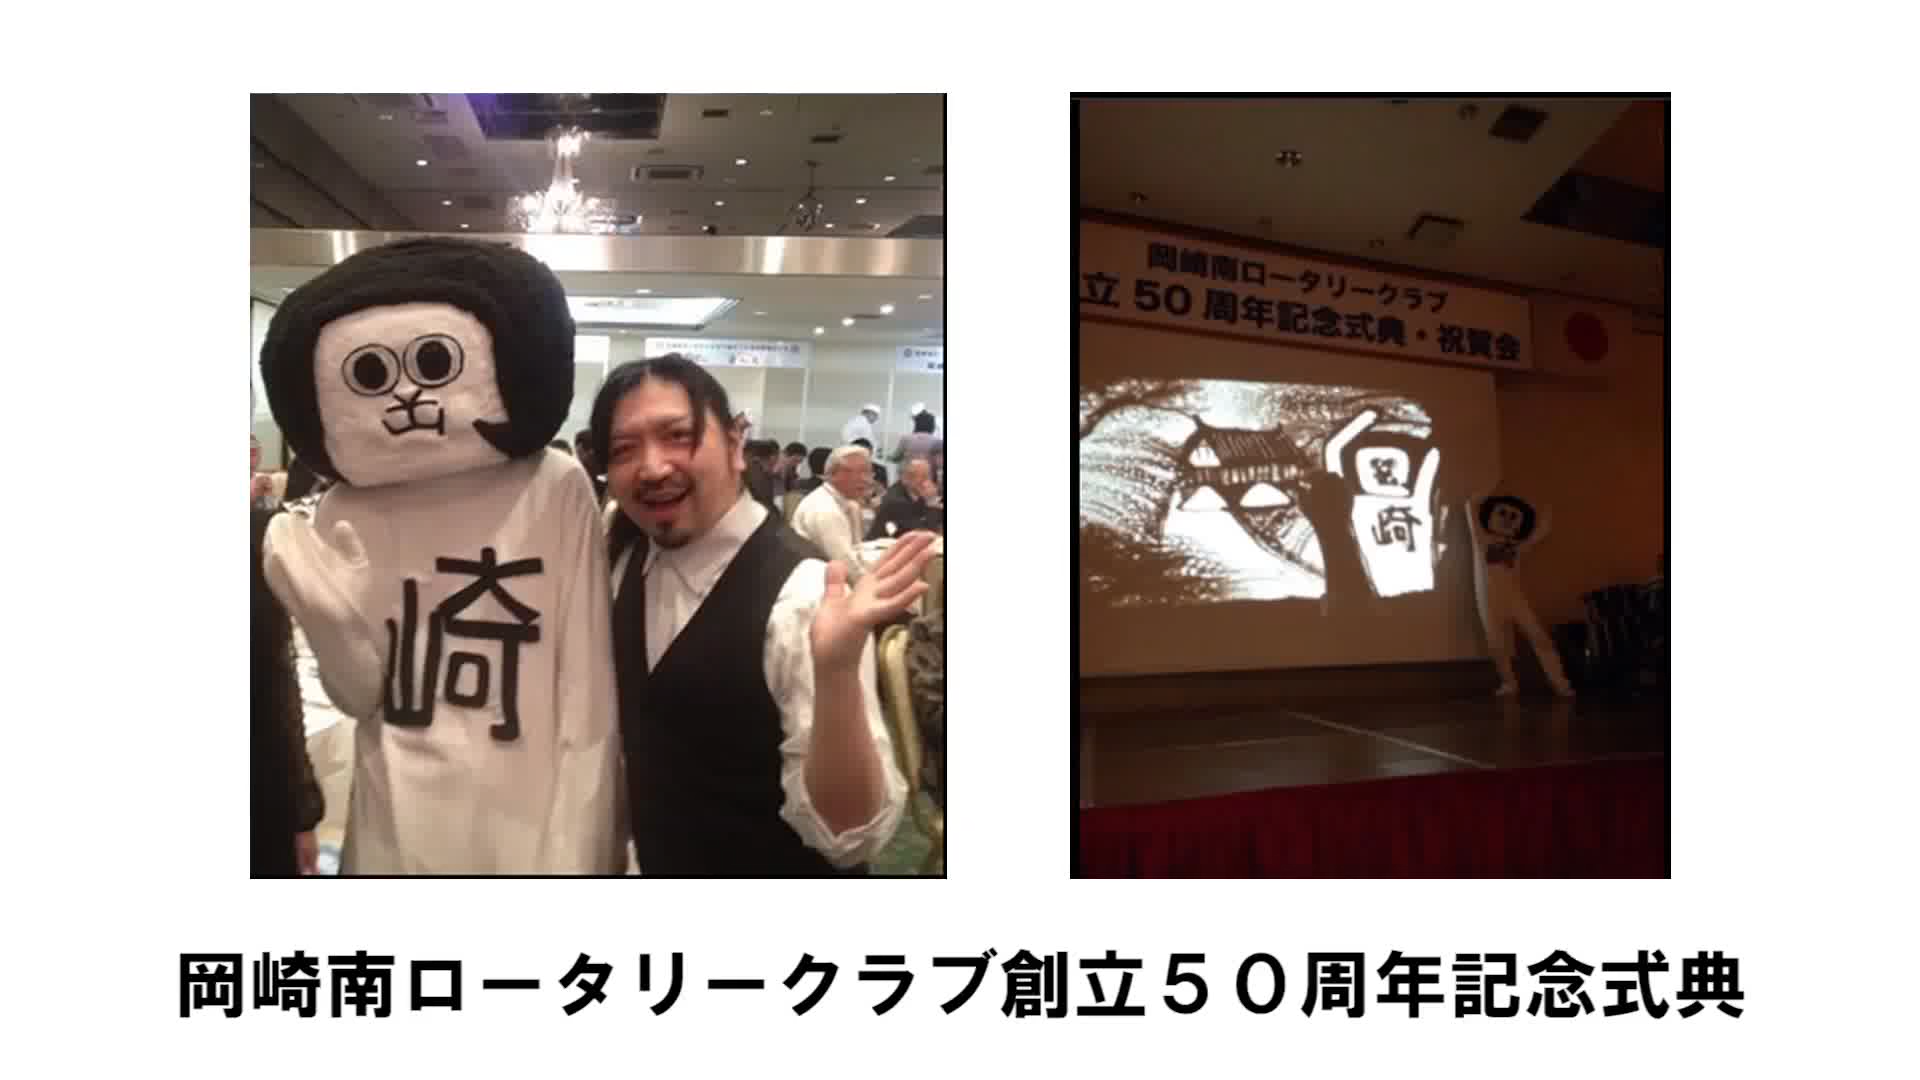 崎
岡崎南ロータリークラブ
立50周年記念式典・祝賀会
崎
岡崎南ロータリークラブ創立５０周年記念式典